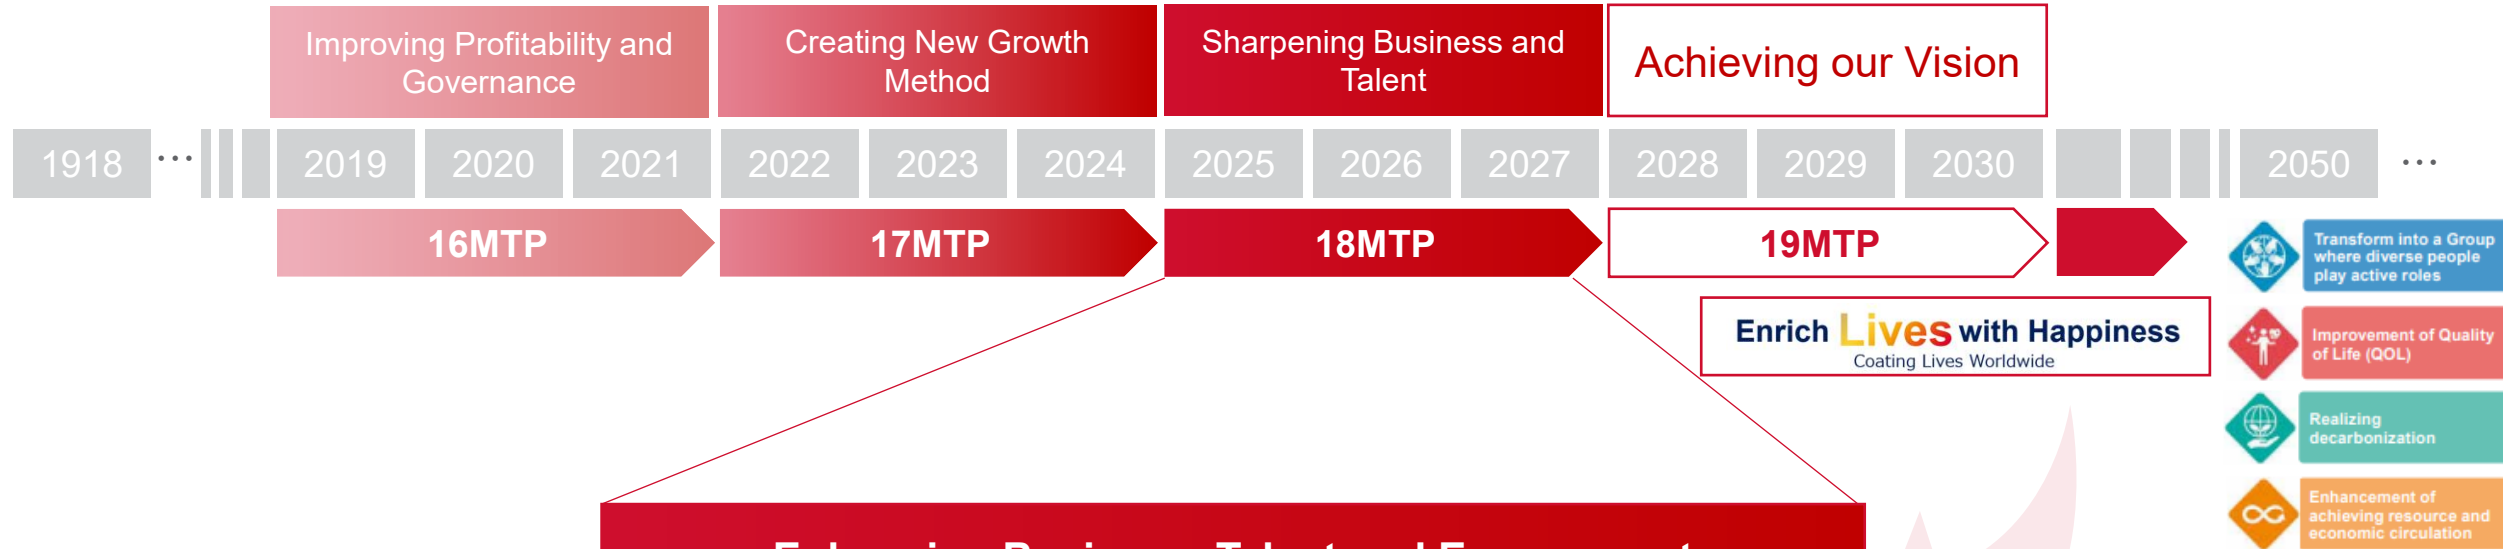 Improving Profitability and
Governance
Creating New Growth
Method
Sharpening Business and
Talent
Achieving our Vision
1918 ... 2019 2020 2021 2022 2023 2024 2025 2026 2027 2028 2029 2030 2050 ...
16MTP 17MTP 18MTP 19MTP
Transform into a Group
where diverse people
play active roles
Enrich Lives with Happiness
Coating Lives Worldwide
Improvement of Quality
of Life (QOL)
Realizing
decarbonization
Enhancement of
achieving resource and
economic circulation